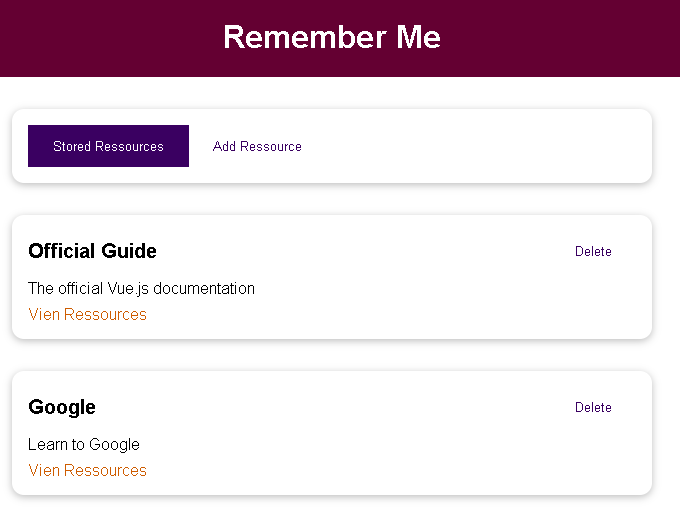 Remember Me
Stored Ressources Add Ressource
Official Guide Delete
The official Vue.js documentation
Vien Ressources
Google Delete
Learn to Google
Vien Ressources